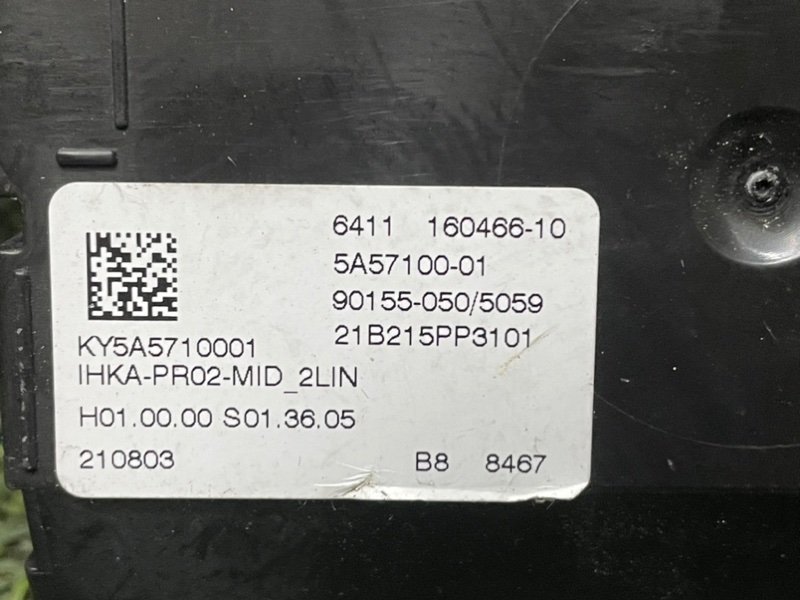 6411 160466-10
5A57100-01
90155-050/5059
21B215PP3101
KY5A5710001
IHKA-PR02-MID_2LIN
H01.00.00 S01.36.05
210803 B8 8467